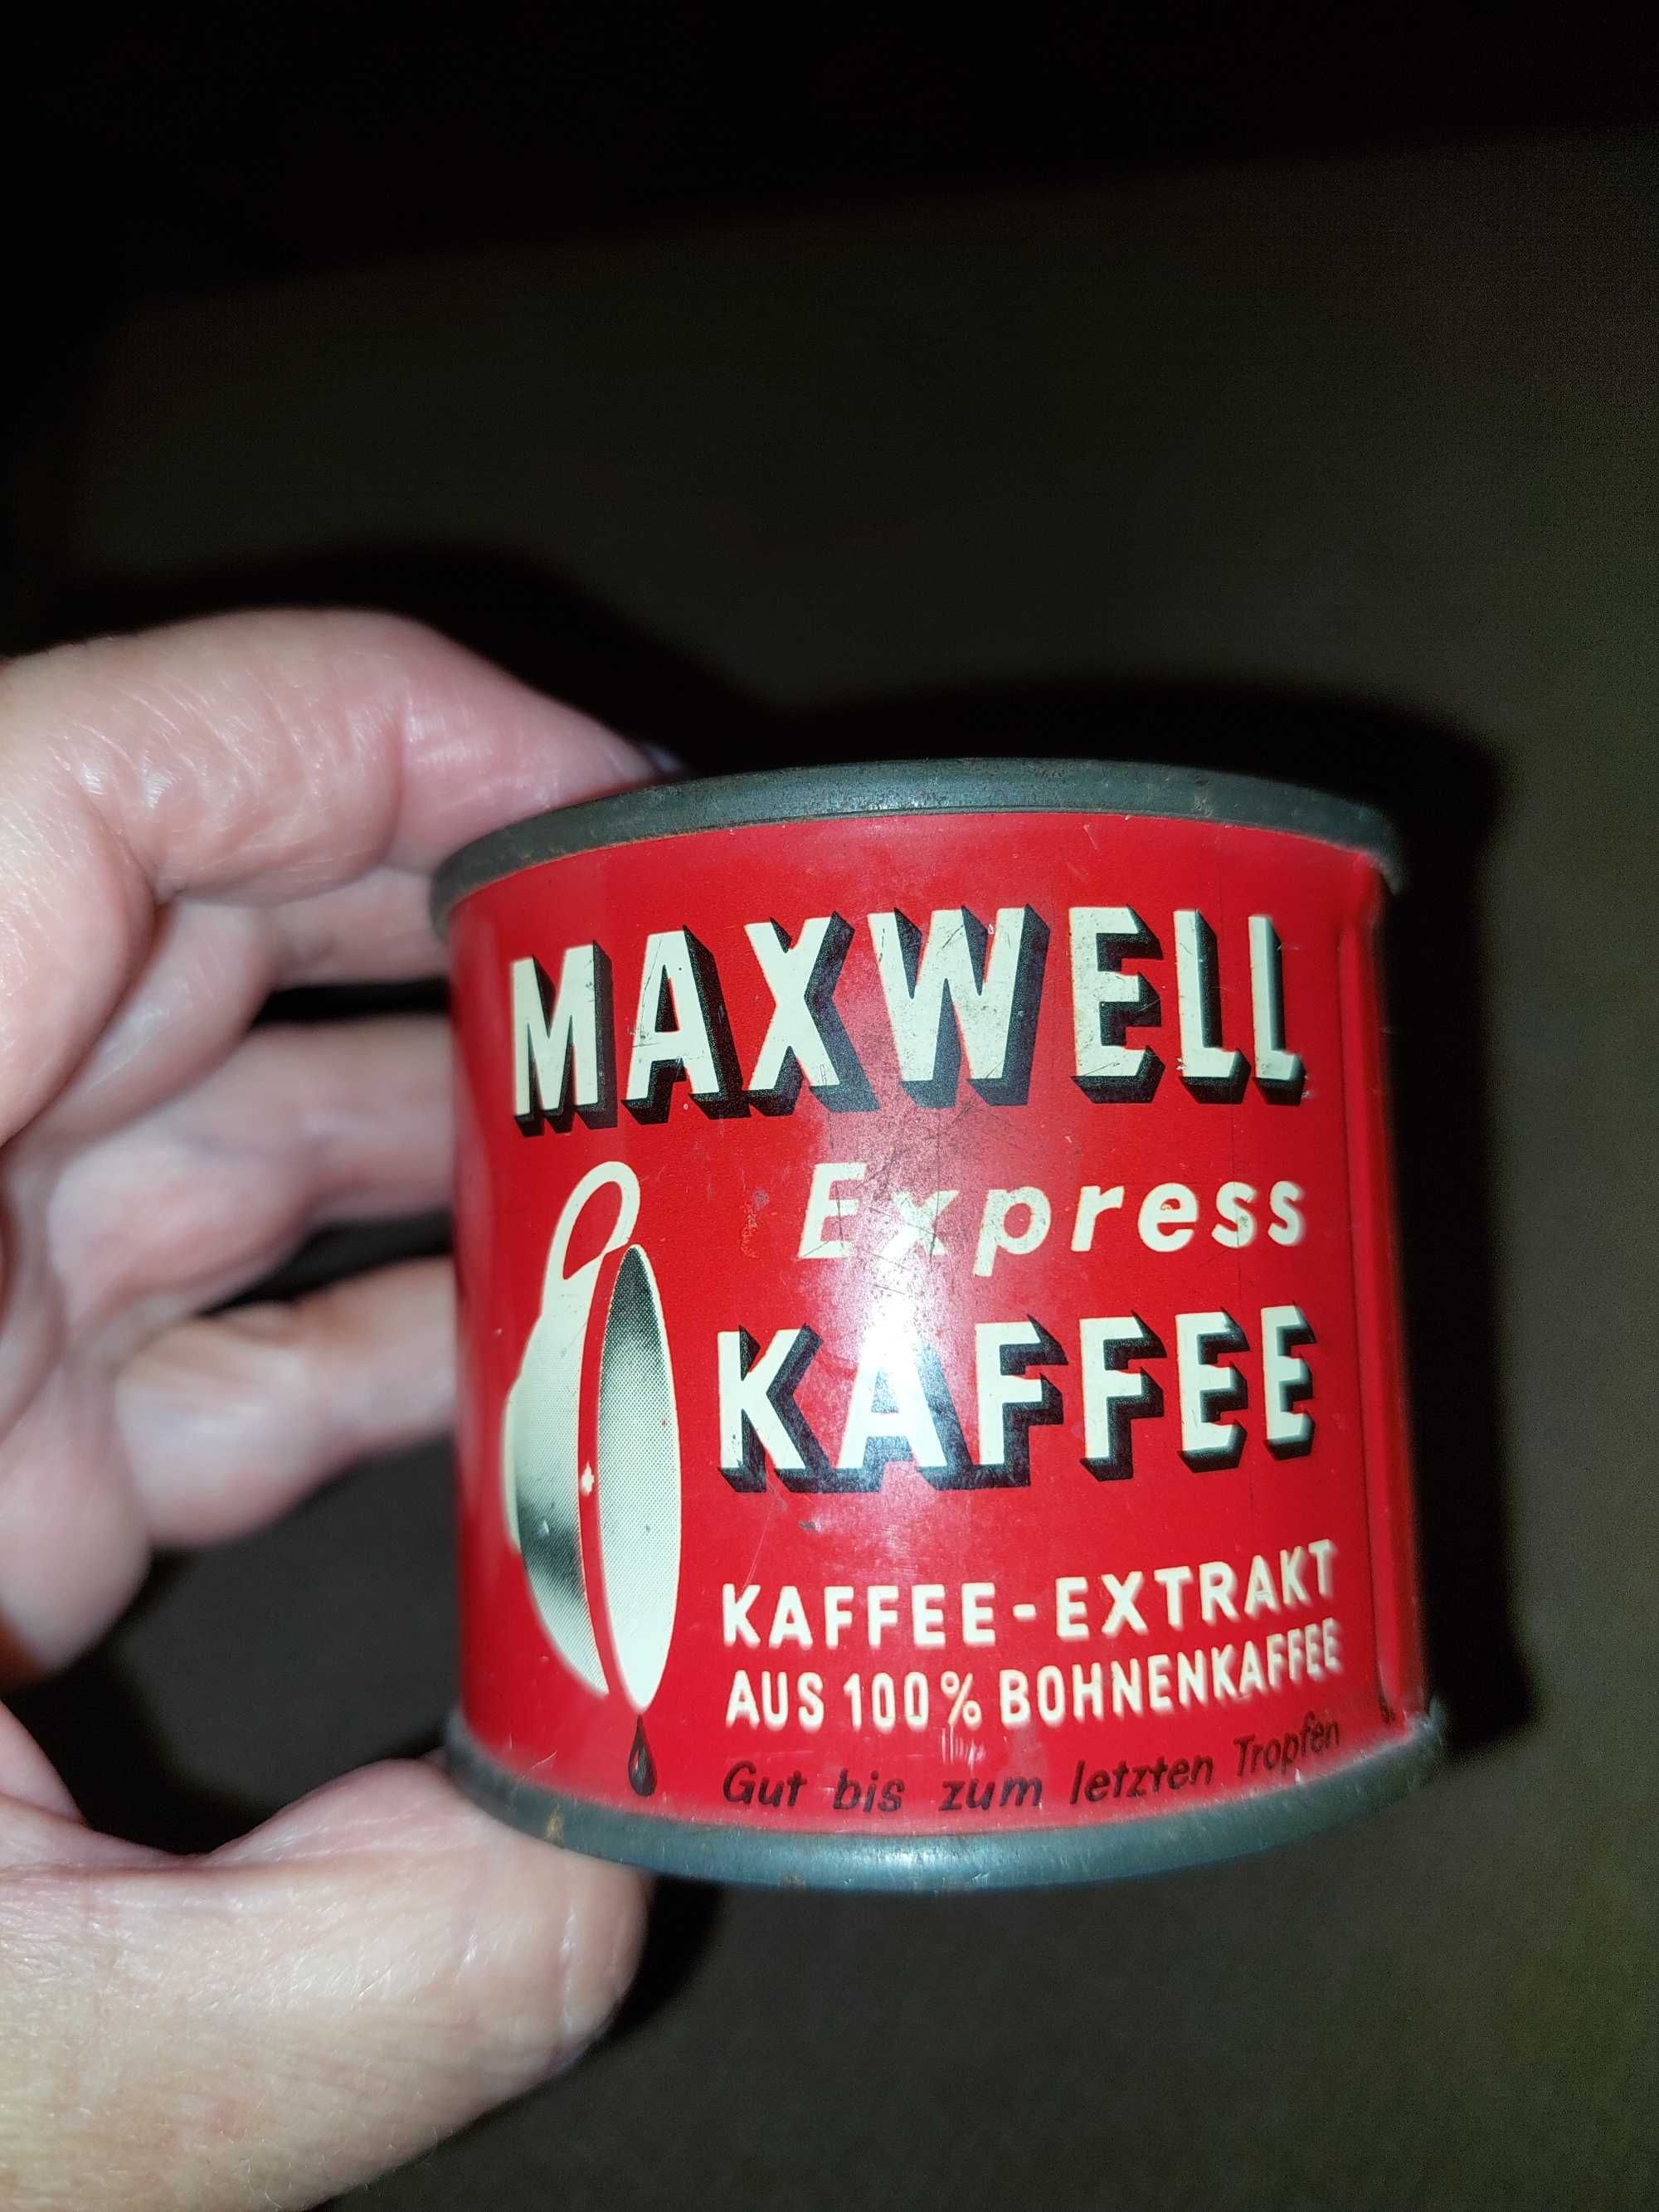 MAXWELL
Express
KAFFEE
KAFFEE-EXTRAKT
AUS 100% BOHNENKAFFEE
Gut bis zum letzten Tropfen